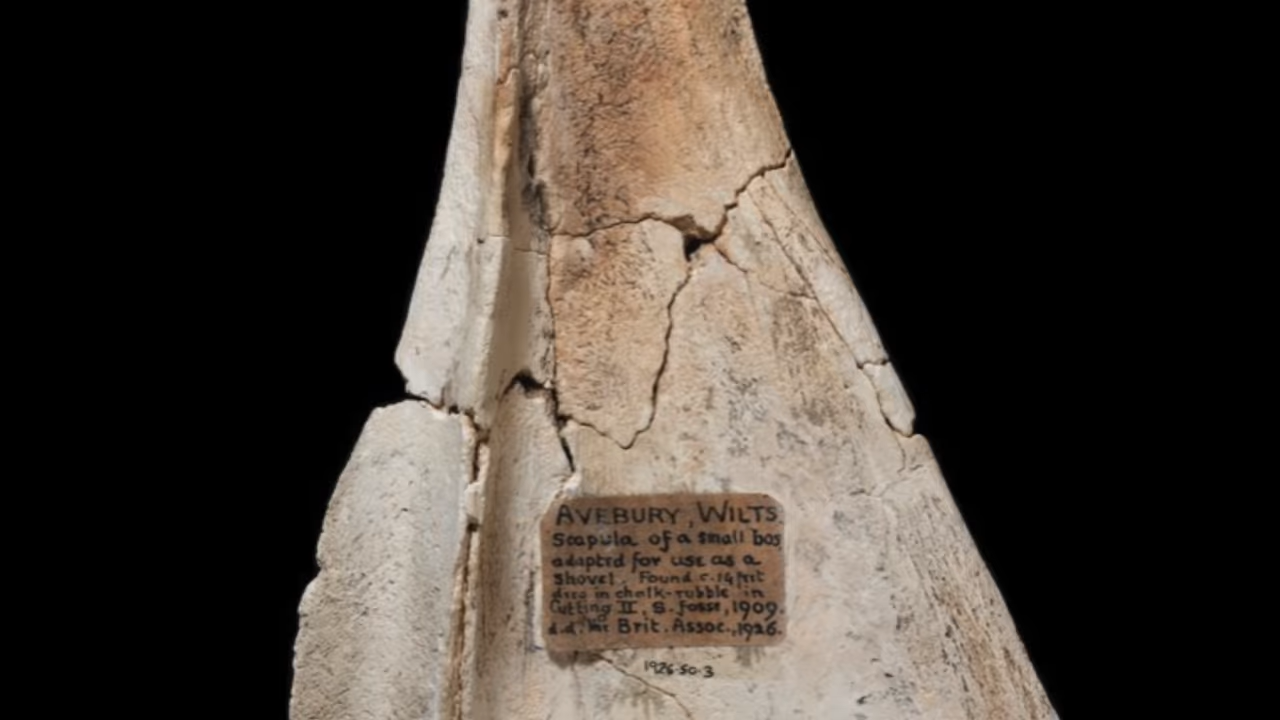 AVEBURY, WILTS.
Scapula of a small bos
adapted for use as a
shovel. Found c. 14 feet
deep in chalk-rubble in
Cutting II, S. fosse, 1909.
d.d. the Brit. Assoc., 1926.
1926.50.3